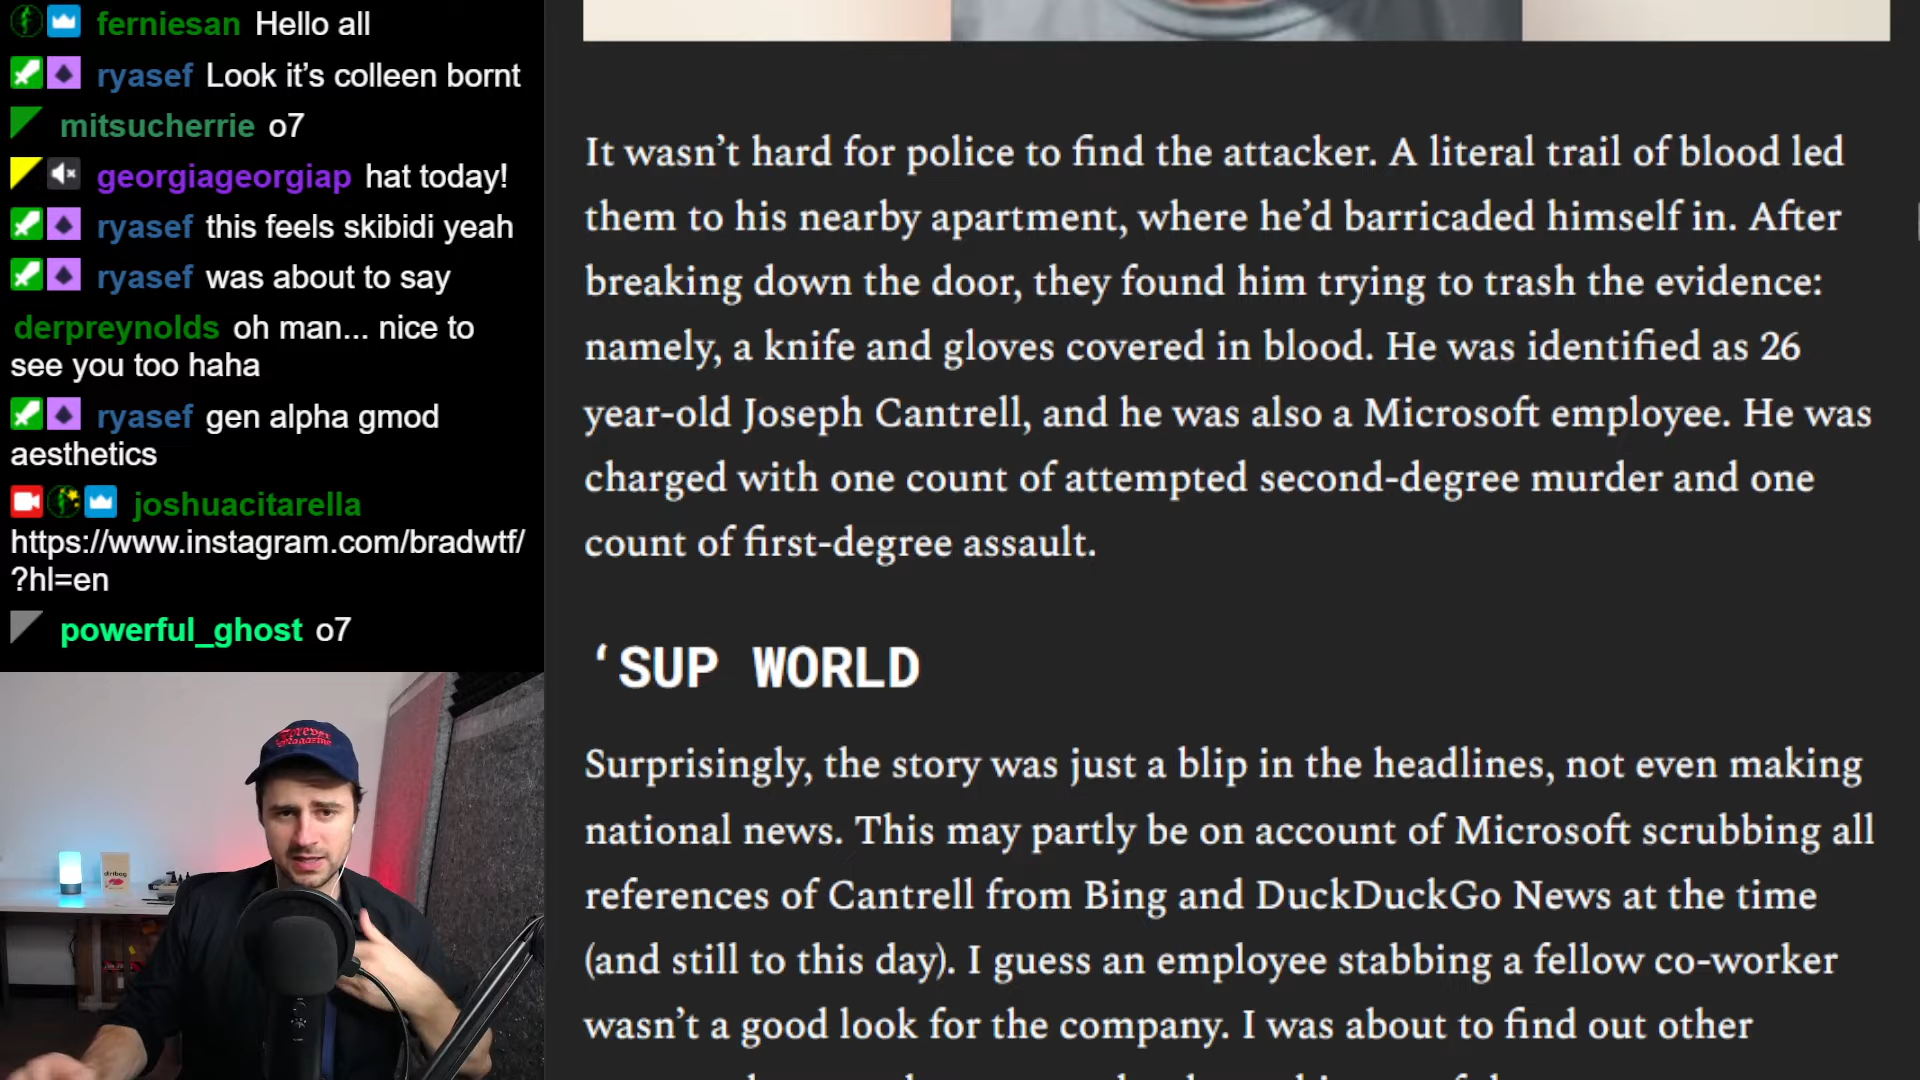 ferniesan Hello all
ryasef Look it's colleen bornt
mitsucherrie o7
georgiageorgiap hat today!
ryasef this feels skibidi yeah
ryasef was about to say
derpreynolds oh man... nice to
see you too haha
ryasef gen alpha gmod
aesthetics
joshuacitarella
https://www.instagram.com/bradwtf/
?hl=en
powerful_ghost o7
Forever
Magazine
dirtbag
It wasn’t hard for police to find the attacker. A literal trail of blood led
them to his nearby apartment, where he’d barricaded himself in. After
breaking down the door, they found him trying to trash the evidence:
namely, a knife and gloves covered in blood. He was identified as 26
year-old Joseph Cantrell, and he was also a Microsoft employee. He was
charged with one count of attempted second-degree murder and one
count of first-degree assault.
‘SUP WORLD
Surprisingly, the story was just a blip in the headlines, not even making
national news. This may partly be on account of Microsoft scrubbing all
references of Cantrell from Bing and DuckDuckGo News at the time
(and still to this day). I guess an employee stabbing a fellow co-worker
wasn’t a good look for the company. I was about to find out other